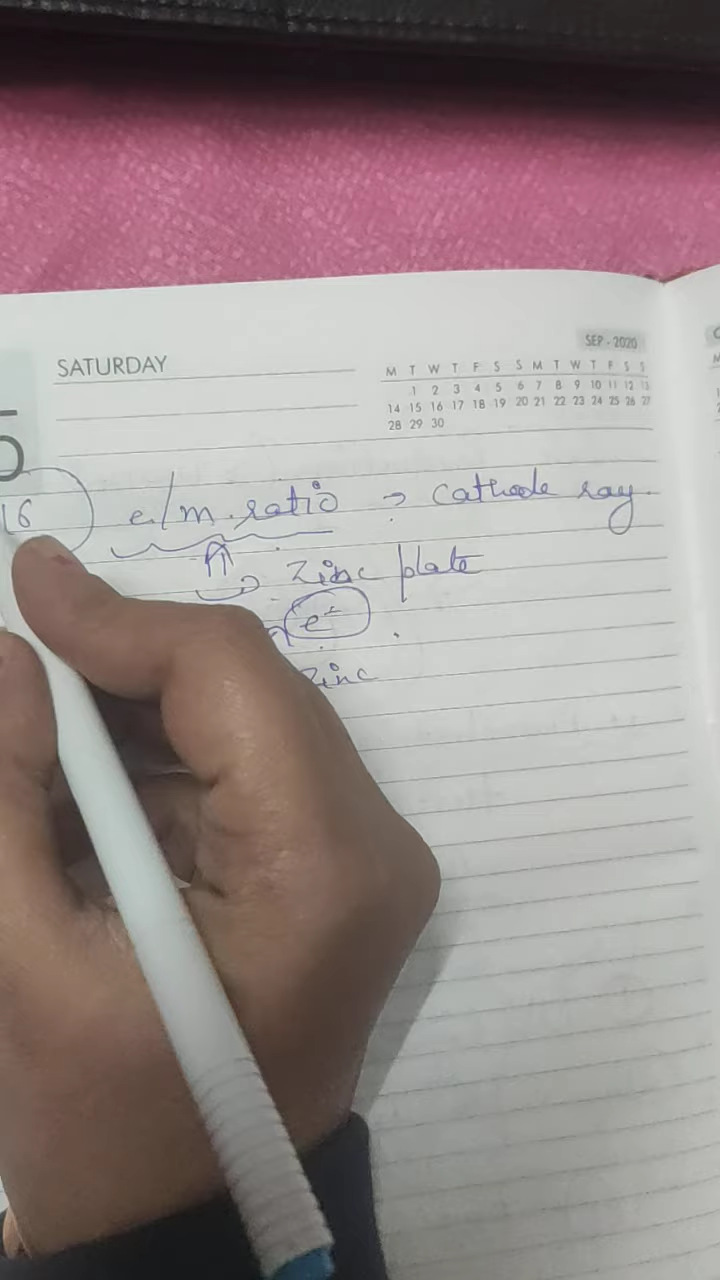 SEP - 2020
SATURDAY
M T W T F S S M T W T F S S
1 2 3 4 5 6 7 8 9 10 11 12 13
14 15 16 17 18 19 20 21 22 23 24 25 26 27
28 29 30
16 e/m ratio → Cathode ray
→ Zinc plate
e⁻
Zinc